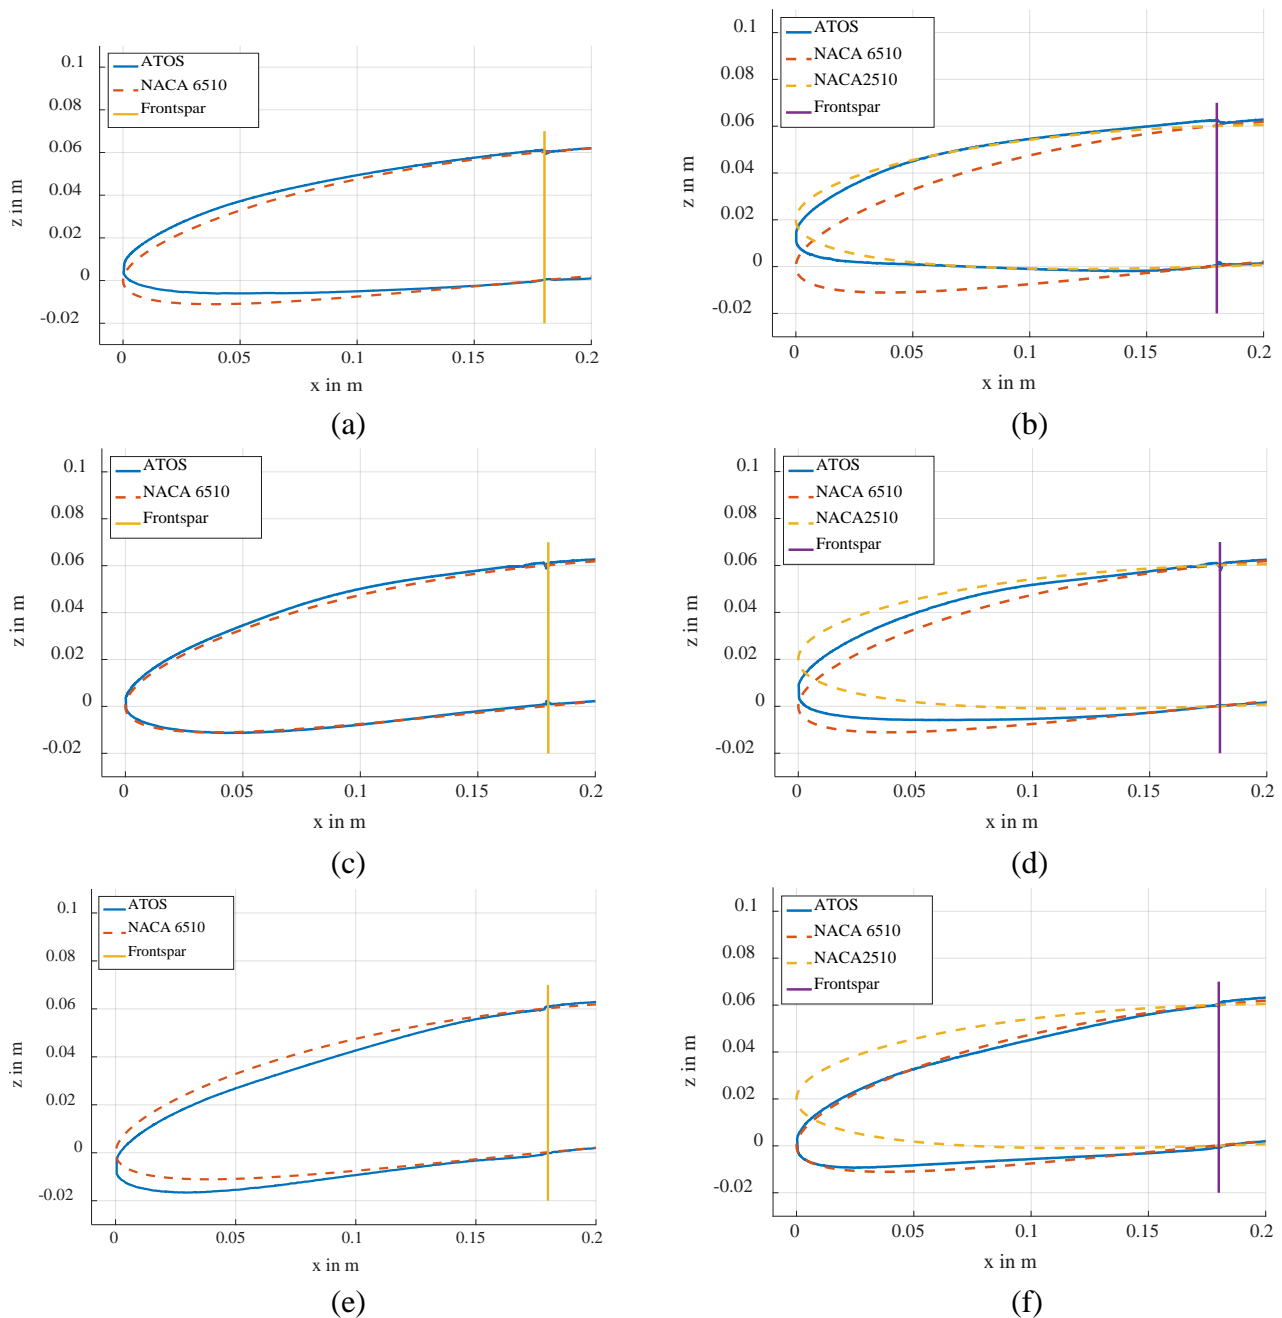 ATOS
NACA 6510
Frontspar
0.1
0.08
0.06
0.04
0.02
0
-0.02
z in m
0
0.05
0.1
0.15
0.2
x in m
(a)
ATOS
NACA 6510
NACA2510
Frontspar
0.1
0.08
0.06
0.04
0.02
0
-0.02
z in m
0
0.05
0.1
0.15
0.2
x in m
(b)
ATOS
NACA 6510
Frontspar
0.1
0.08
0.06
0.04
0.02
0
-0.02
z in m
0
0.05
0.1
0.15
0.2
x in m
(c)
ATOS
NACA 6510
NACA2510
Frontspar
0.1
0.08
0.06
0.04
0.02
0
-0.02
z in m
0
0.05
0.1
0.15
0.2
x in m
(d)
ATOS
NACA 6510
Frontspar
0.1
0.08
0.06
0.04
0.02
0
-0.02
z in m
0
0.05
0.1
0.15
0.2
x in m
(e)
ATOS
NACA 6510
NACA2510
Frontspar
0.1
0.08
0.06
0.04
0.02
0
-0.02
z in m
0
0.05
0.1
0.15
0.2
x in m
(f)